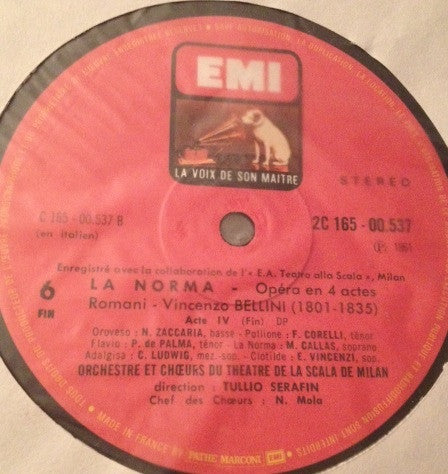 EMI
LA VOIX DE SON MAITRE
STEREO
C 165 - 00.537 B
(en italien)
2C 165 - 00.537
(P) 1961
Enregistré avec la collaboration de l'« E.A. Teatro alla Scala », Milan
6
FIN
LA NORMA - Opéra en 4 actes
Romani - Vincenzo BELLINI (1801-1835)
Acte IV (Fin) DP
Oroveso : N. ZACCARIA, basse - Pollione : F. CORELLI, ténor
Flavio : P. de PALMA, ténor - La Norma : M. CALLAS, soprano
Adalgisa : C. LUDWIG, mez.-sop. - Clotilde : E. VINCENZI, sop.
ORCHESTRE ET CHŒURS DU THEATRE DE LA SCALA DE MILAN
direction : TULLIO SERAFIN
Chef des Chœurs : N. Mola
MADE IN FRANCE BY PATHE MARCONI EMI